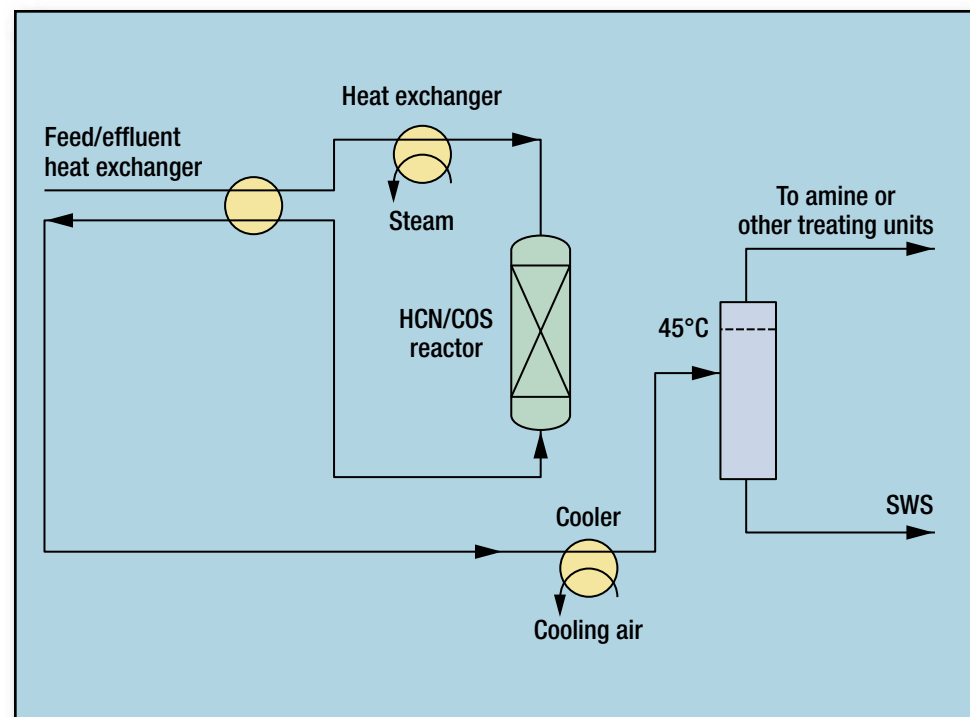 Heat exchanger
Feed/effluent
heat exchanger
Steam
To amine or
other treating units
HCN/COS
reactor
45°C
SWS
Cooler
Cooling air